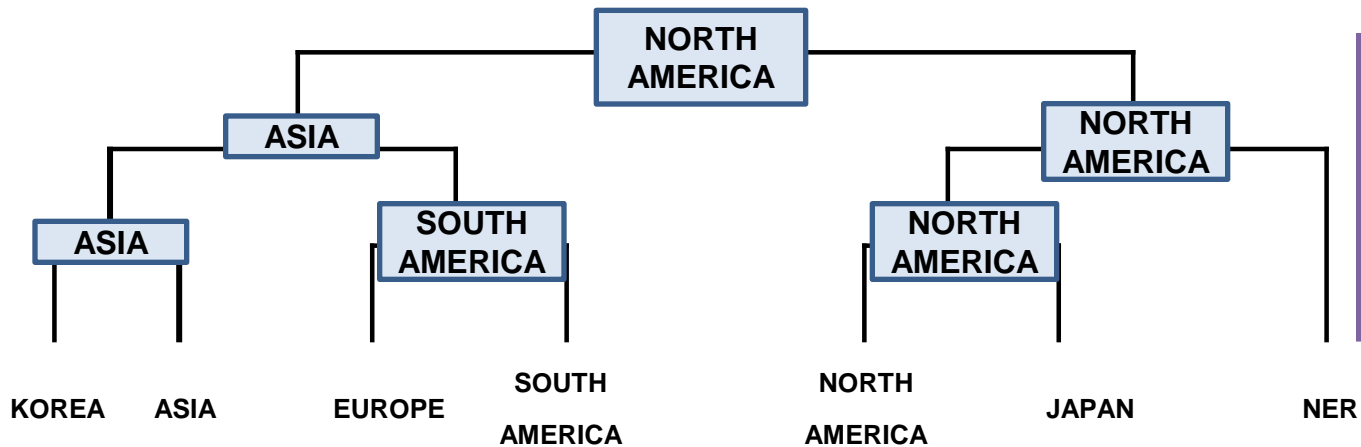 NORTH
AMERICA
ASIA
NORTH
AMERICA
ASIA
SOUTH
AMERICA
NORTH
AMERICA
KOREA
ASIA
EUROPE
SOUTH
AMERICA
NORTH
AMERICA
JAPAN
NER